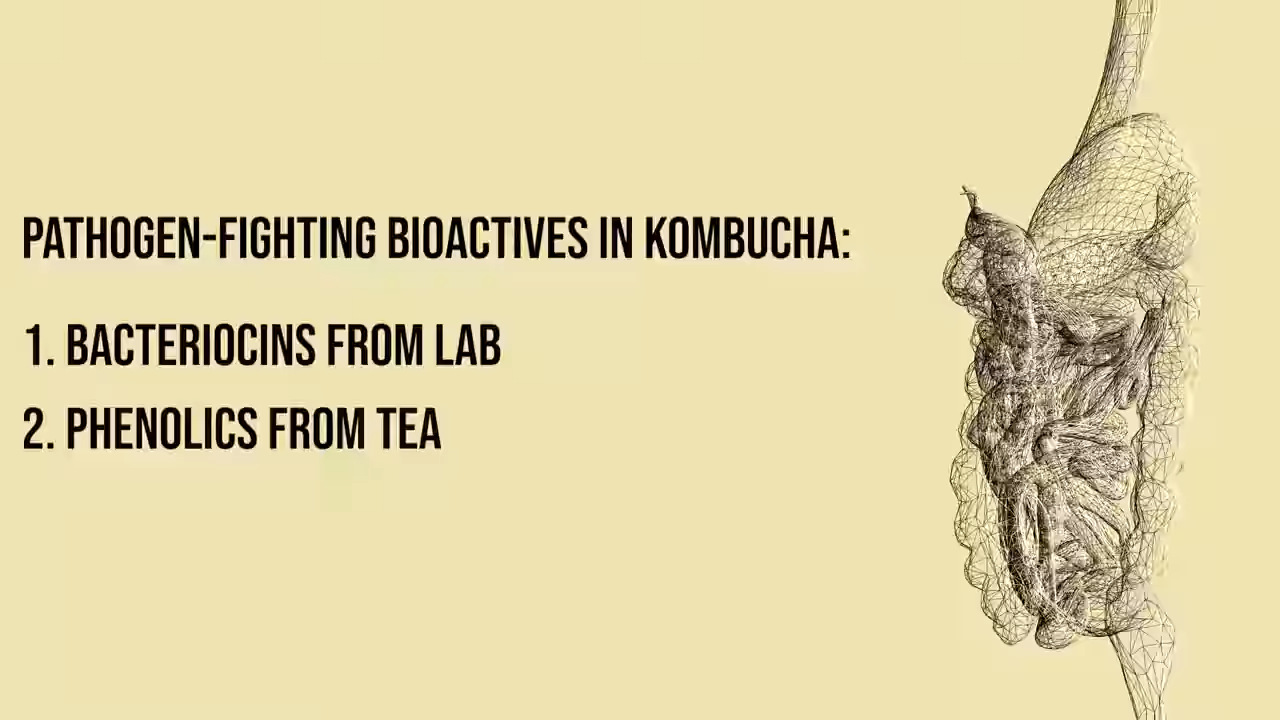 PATHOGEN-FIGHTING BIOACTIVES IN KOMBUCHA:
1. BACTERIOCINS FROM LAB
2. PHENOLICS FROM TEA